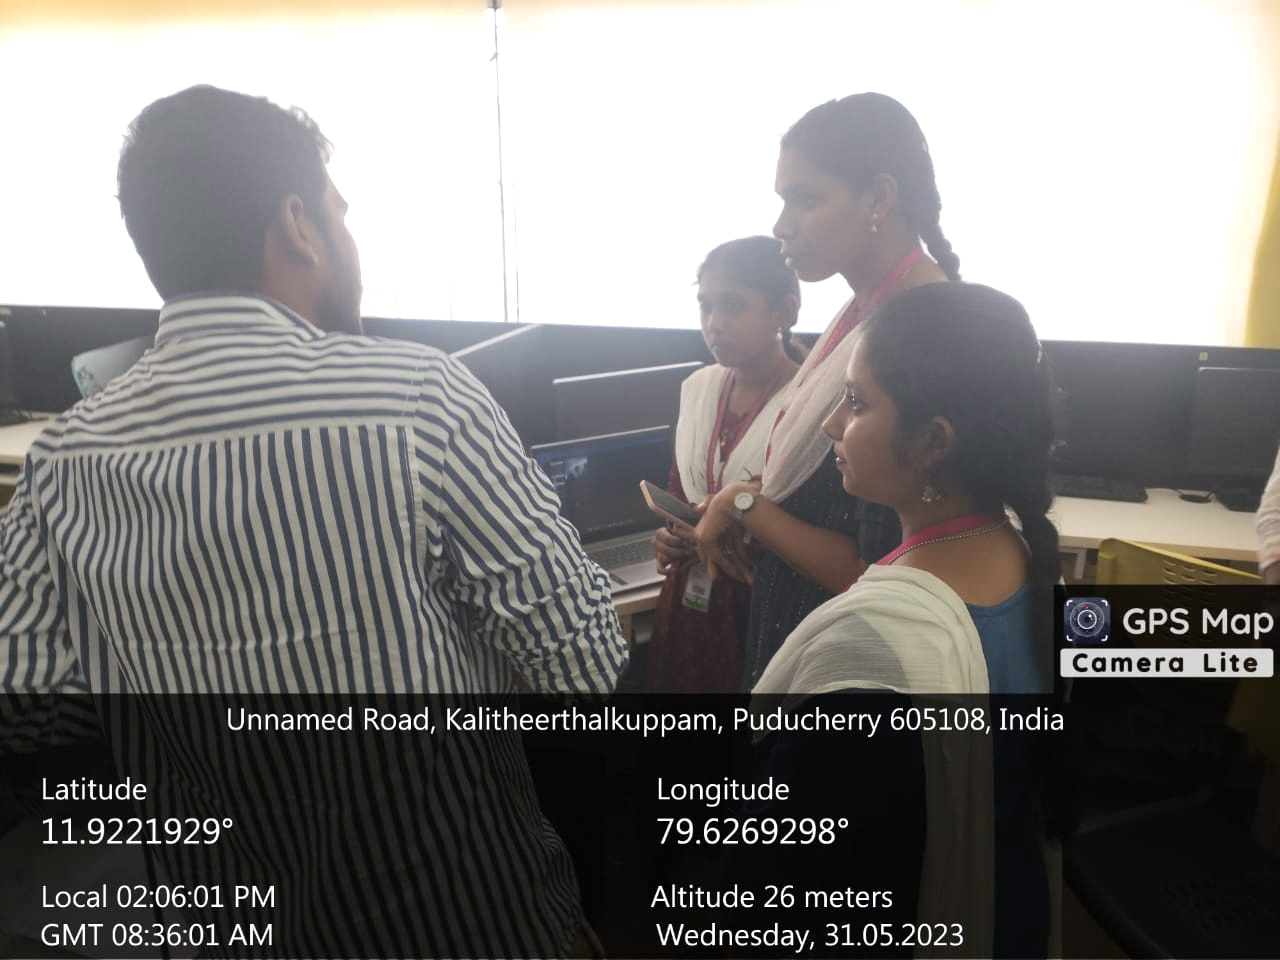 GPS Map
Camera Lite
Unnamed Road, Kalitheerthalkuppam, Puducherry 605108, India
Latitude
11.9221929°
Longitude
79.6269298°
Local 02:06:01 PM
GMT 08:36:01 AM
Altitude 26 meters
Wednesday, 31.05.2023